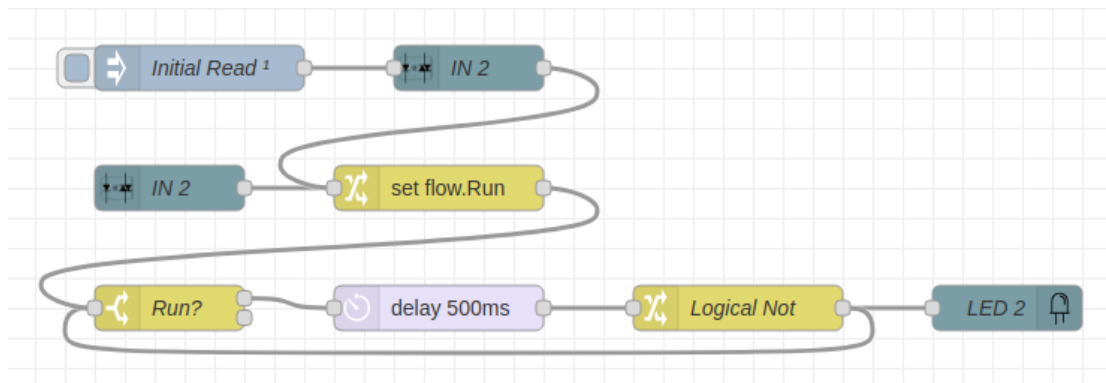 Initial Read ¹
IN 2
IN 2
set flow.Run
Run?
delay 500ms
Logical Not
LED 2